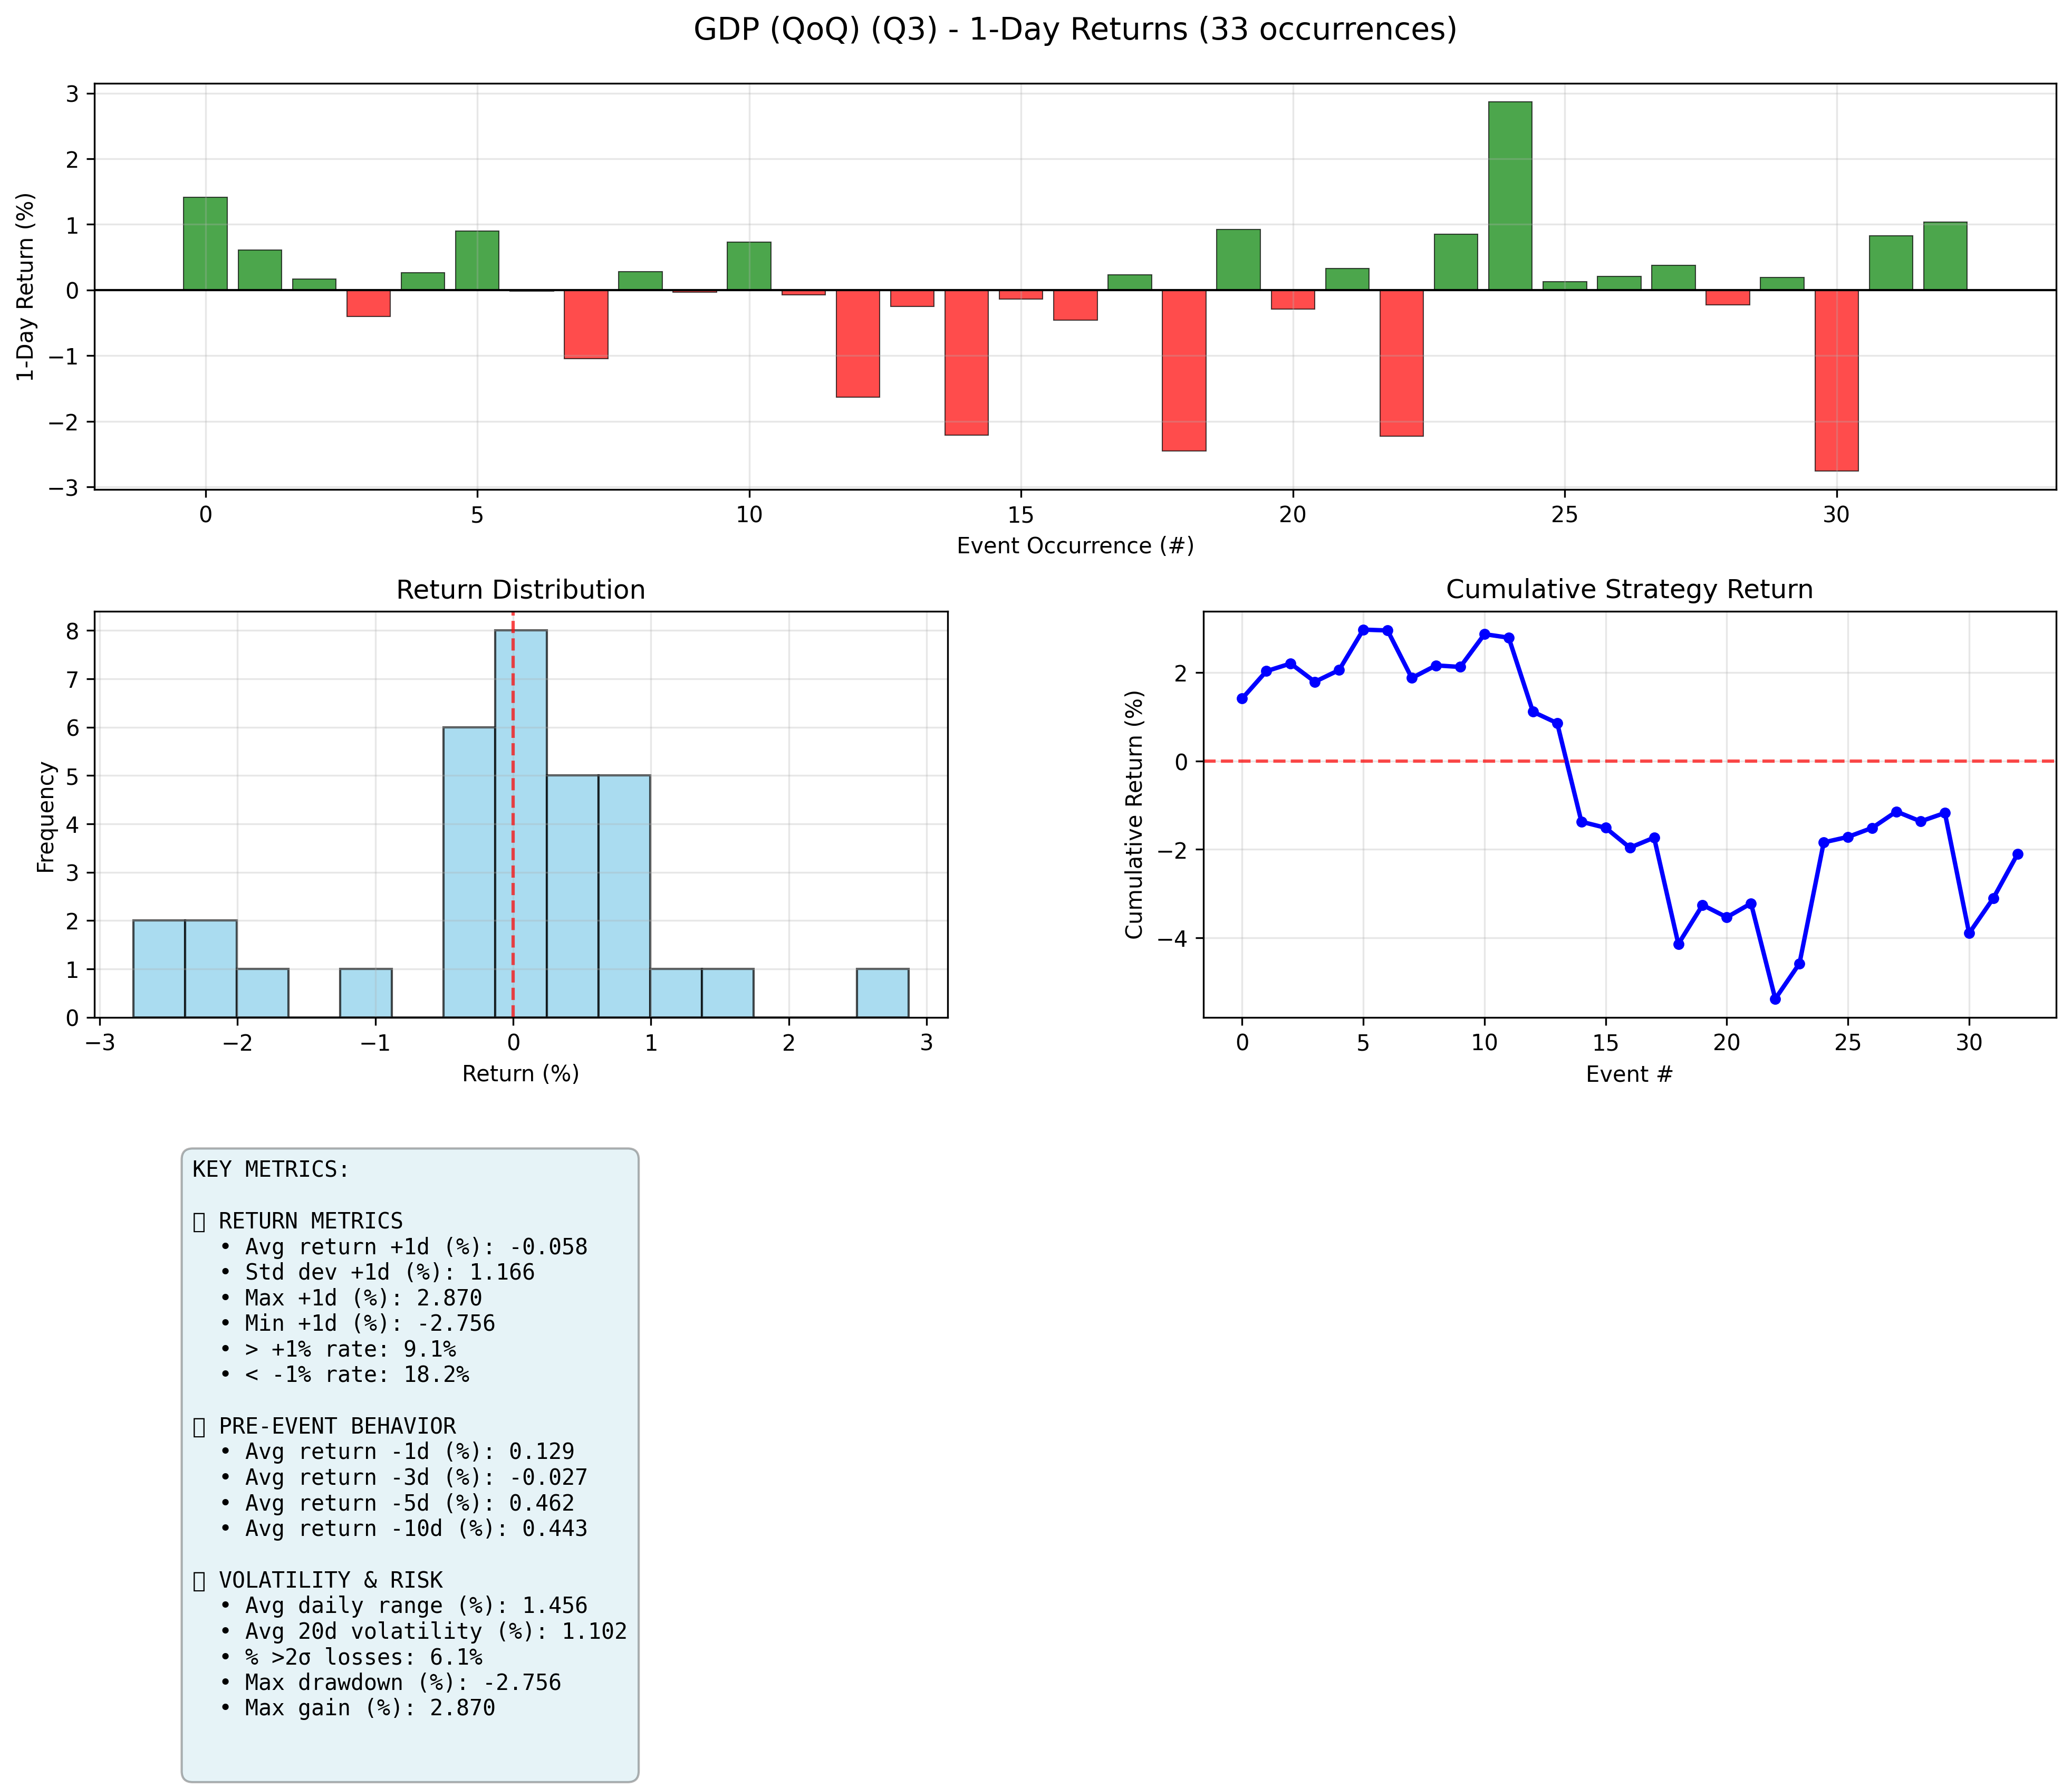 GDP (QoQ) (Q3) - 1-Day Returns (33 occurrences)
1-Day Return (%)
3
2
1
0
−1
−2
−3
0 5 10 15 20 25 30
Event Occurrence (#)
Return Distribution
Frequency
8
7
6
5
4
3
2
1
0
−3 −2 −1 0 1 2 3
Return (%)
Cumulative Strategy Return
Cumulative Return (%)
2
0
−2
−4
0 5 10 15 20 25 30
Event #
KEY METRICS:
RETURN METRICS
• Avg return +1d (%): -0.058
• Std dev +1d (%): 1.166
• Max +1d (%): 2.870
• Min +1d (%): -2.756
• > +1% rate: 9.1%
• < -1% rate: 18.2%
PRE-EVENT BEHAVIOR
• Avg return -1d (%): 0.129
• Avg return -3d (%): -0.027
• Avg return -5d (%): 0.462
• Avg return -10d (%): 0.443
VOLATILITY & RISK
• Avg daily range (%): 1.456
• Avg 20d volatility (%): 1.102
• % >2σ losses: 6.1%
• Max drawdown (%): -2.756
• Max gain (%): 2.870